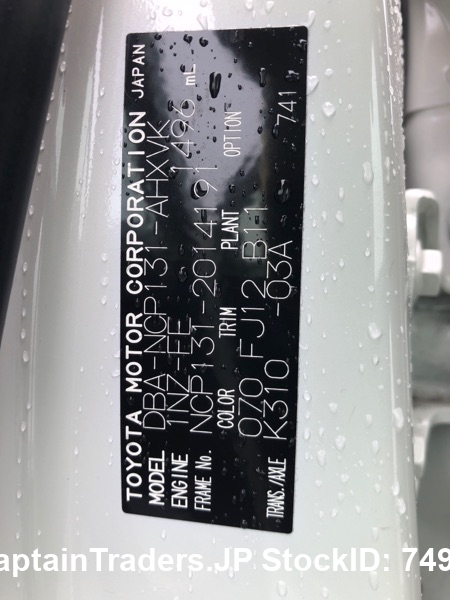 TOYOTA MOTOR CORPORATION JAPAN
MODEL DBA-NCP131-AHXVK
ENGINE 1NZ-FE 1496 mL
FRAME No. NCP131-2014191
COLOR TRIM PLANT OPTION
070 FJ12 B11 741
TRANS./AXLE K310 -03A
aptainTraders.JP StockID: 749